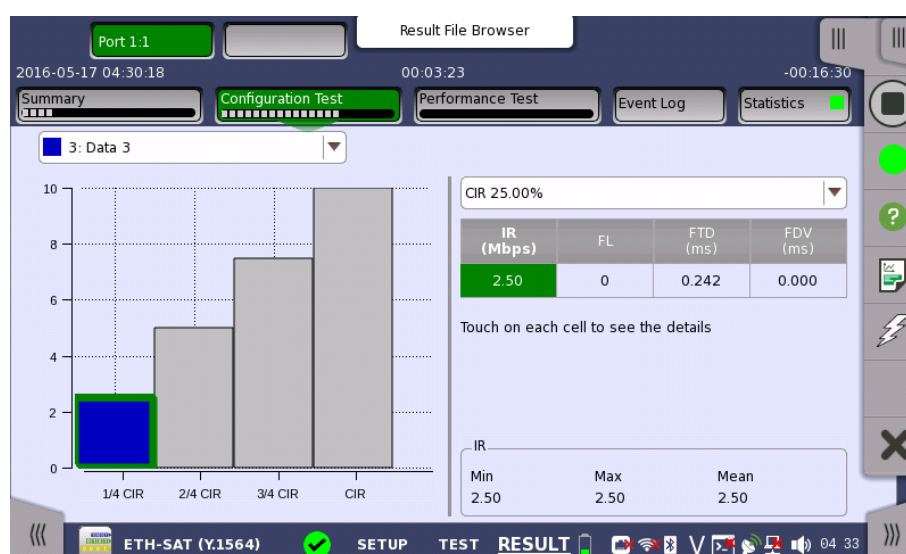 Port 1:1
Result File Browser
2016-05-17 04:30:18
00:03:23
-00:16:30
Summary
Configuration Test
Performance Test
Event Log
Statistics
3: Data 3
10
8
6
4
2
0
1/4 CIR
2/4 CIR
3/4 CIR
CIR
CIR 25.00%
IR (Mbps) FL FTD (ms) FDV (ms)
2.50 0 0.242 0.000
Touch on each cell to see the details
IR
Min Max Mean
2.50 2.50 2.50
ETH-SAT (Y.1564) SETUP TEST RESULT 04 33